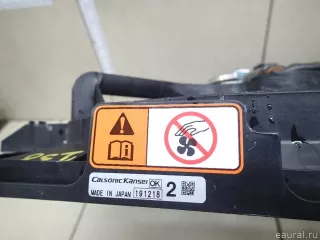 CalsonicKansei OK
MADE IN JAPAN 191218 2
eaural.ru